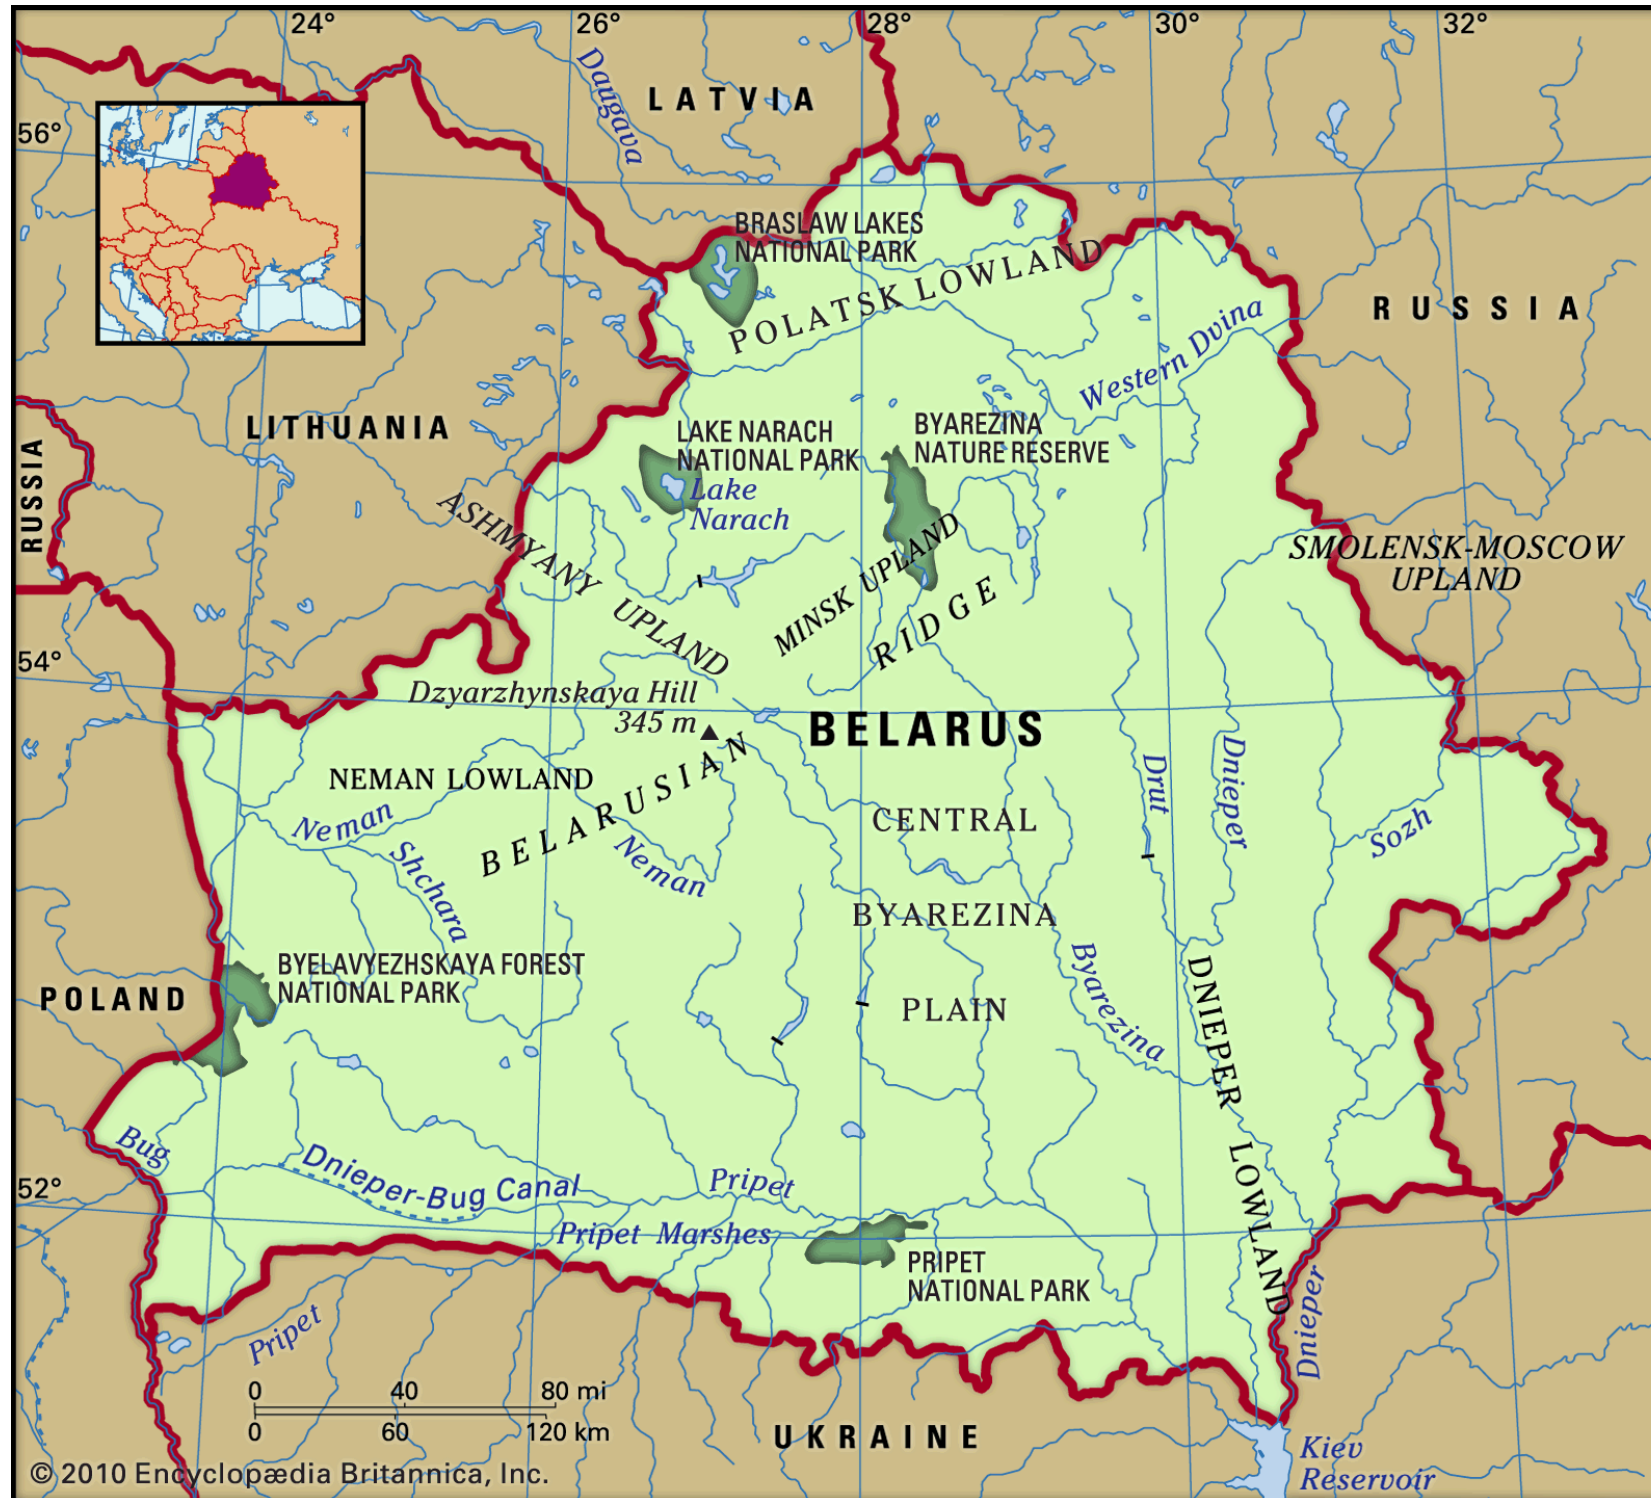 24°
26°
28°
30°
32°
56°
54°
52°
LATVIA
Daugava
BRASLAW LAKES
NATIONAL PARK
POLATSK LOWLAND
RUSSIA
Western Dvina
LITHUANIA
RUSSIA
LAKE NARACH
NATIONAL PARK
Lake
Narach
BYAREZINA
NATURE RESERVE
ASHMYANY UPLAND
MINSK UPLAND
SMOLENSK-MOSCOW
UPLAND
BELARUSIAN RIDGE
Dzyarzhynskaya Hill
345 m
BELARUS
NEMAN LOWLAND
Neman
Neman
Shchara
Drut
Dnieper
Sozh
CENTRAL
BYAREZINA
PLAIN
Byarezina
DNIEPER LOWLAND
BYELAVYEZHSKAYA FOREST
NATIONAL PARK
POLAND
Bug
Dnieper-Bug Canal
Pripet
Pripet Marshes
PRIPET
NATIONAL PARK
Pripet
Dnieper
0 40 80 mi
0 60 120 km
UKRAINE
Kiev
Reservoir
© 2010 Encyclopædia Britannica, Inc.